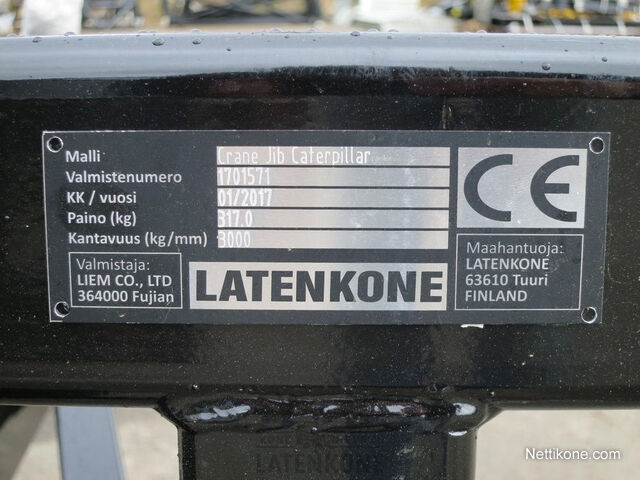 Malli Crane Jib Caterpillar
Valmistenumero 1701571
KK / vuosi 01/2017
Paino (kg) 317.0
Kantavuus (kg/mm) 3000
CE
Valmistaja:
LIEM CO., LTD
364000 Fujian
LATENKONE
Maahantuoja:
LATENKONE
63610 Tuuri
FINLAND
LATENKONE
Nettikone.com